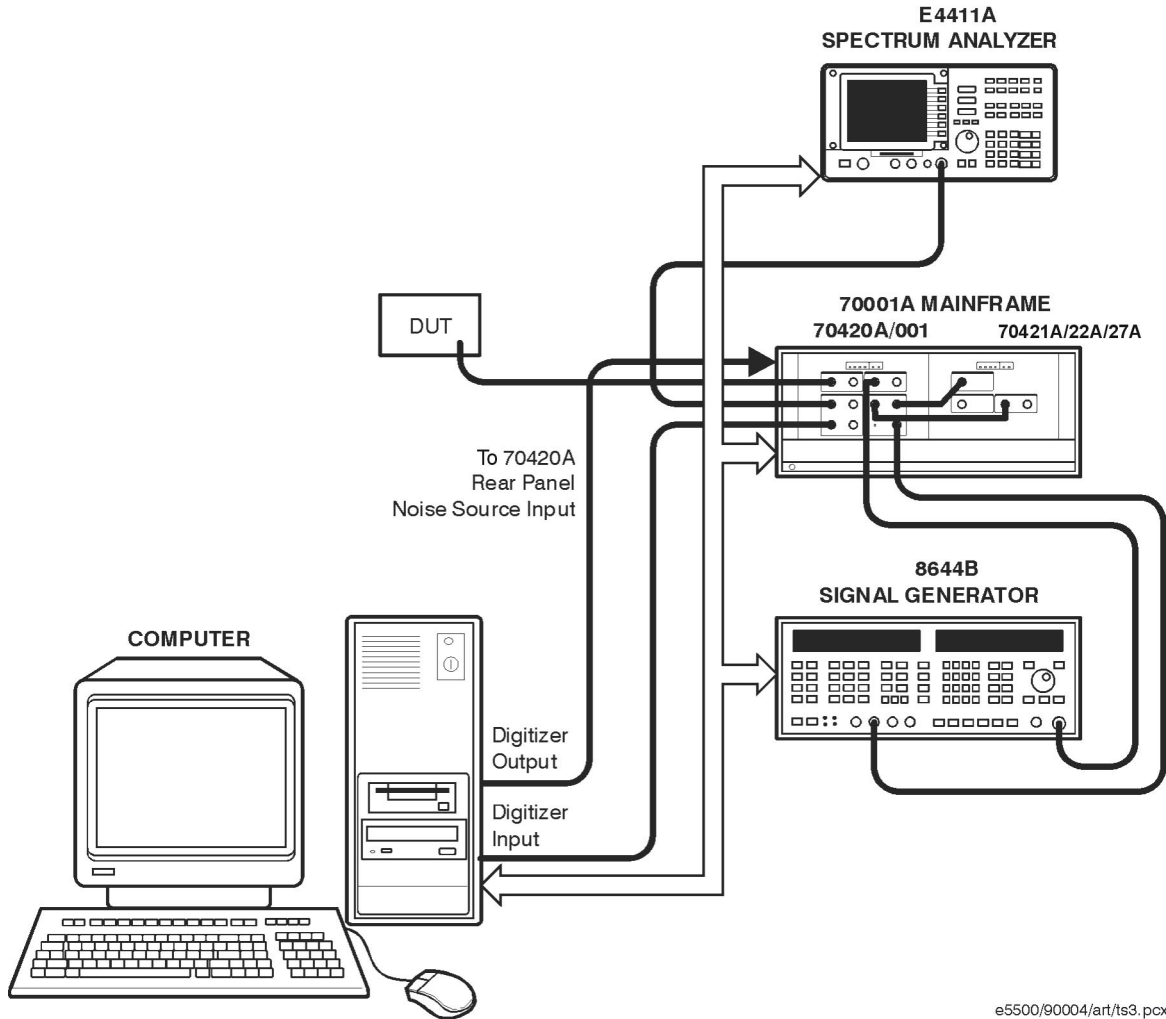 E4411A
SPECTRUM ANALYZER
DUT
70001A MAINFRAME
70420A/001
70421A/22A/27A
To 70420A
Rear Panel
Noise Source Input
8644B
SIGNAL GENERATOR
COMPUTER
Digitizer
Output
Digitizer
Input
e5500/90004/art/ts3.pcx